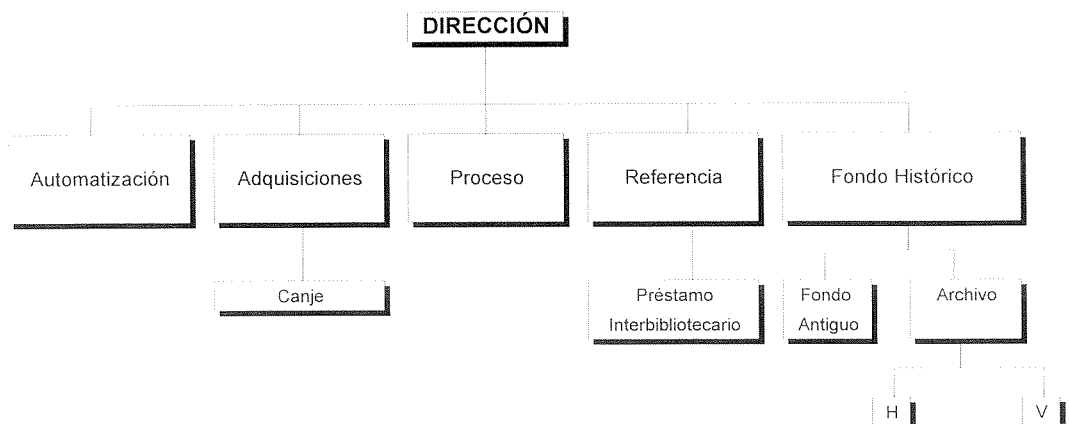 DIRECCIÓN
Automatización
Adquisiciones
Proceso
Referencia
Fondo Histórico
Canje
Préstamo
Interbibliotecario
Fondo
Antiguo
Archivo
H
V